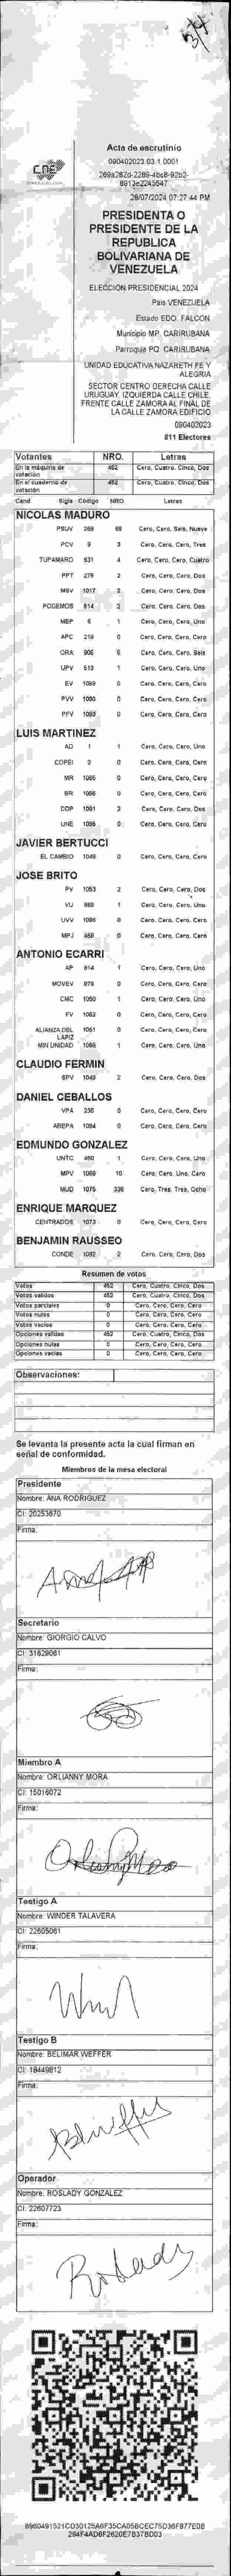 Acta de escrutinio
090402023.03.1.0001
269a262d-2286-4bc8-92b2-
8913e2245547
28/07/2024 07:27:44 PM
PRESIDENTA O
PRESIDENTE DE LA
REPUBLICA
BOLIVARIANA DE
VENEZUELA
ELECCIÓN PRESIDENCIAL 2024
País VENEZUELA
Estado EDO. FALCON
Municipio MP. CARIRUBANA
Parroquia PQ. CARIRUBANA
UNIDAD EDUCATIVA NAZARETH FE Y
ALEGRIA
SECTOR CENTRO DERECHA CALLE
URUGUAY. IZQUIERDA CALLE CHILE.
FRENTE CALLE ZAMORA AL FINAL DE
LA CALLE ZAMORA EDIFICIO
090402023
811 Electores
Votantes NRO. Letras
En la máquina de votación 452 Cero, Cuatro, Cinco, Dos
En el cuaderno de votación 452 Cero, Cuatro, Cinco, Dos
Cand Sigla Código NRO Letras
NICOLAS MADURO
PSUV 269 69 Cero, Cero, Seis, Nueve
PCV 9 3 Cero, Cero, Cero, Tres
TUPAMARO 931 4 Cero, Cero, Cero, Cuatro
PPT 276 2 Cero, Cero, Cero, Dos
MSV 1017 2 Cero, Cero, Cero, Dos
PODEMOS 514 2 Cero, Cero, Cero, Dos
MEP 6 1 Cero, Cero, Cero, Uno
APC 219 0 Cero, Cero, Cero, Cero
ORA 906 6 Cero, Cero, Cero, Seis
UPV 513 1 Cero, Cero, Cero, Uno
EV 1089 0 Cero, Cero, Cero, Cero
PVV 1090 0 Cero, Cero, Cero, Cero
PFV 1093 0 Cero, Cero, Cero, Cero
LUIS MARTINEZ
AD 1 1 Cero, Cero, Cero, Uno
COPEI 2 0 Cero, Cero, Cero, Cero
MR 1065 0 Cero, Cero, Cero, Cero
BR 1066 0 Cero, Cero, Cero, Cero
DDP 1091 2 Cero, Cero, Cero, Dos
UNE 1095 0 Cero, Cero, Cero, Cero
JAVIER BERTUCCI
EL CAMBIO 1048 0 Cero, Cero, Cero, Cero
JOSE BRITO
PV 1053 2 Cero, Cero, Cero, Dos
VU 868 1 Cero, Cero, Cero, Uno
UVV 1096 0 Cero, Cero, Cero, Cero
MPJ 458 0 Cero, Cero, Cero, Cero
ANTONIO ECARRI
AP 814 1 Cero, Cero, Cero, Uno
MOVEV 978 0 Cero, Cero, Cero, Cero
CMC 1050 1 Cero, Cero, Cero, Uno
FV 1062 0 Cero, Cero, Cero, Cero
ALIANZA DEL LAPIZ 1061 0 Cero, Cero, Cero, Cero
MIN UNIDAD 1068 1 Cero, Cero, Cero, Uno
CLAUDIO FERMIN
SPV 1049 2 Cero, Cero, Cero, Dos
DANIEL CEBALLOS
VPA 236 0 Cero, Cero, Cero, Cero
AREPA 1094 0 Cero, Cero, Cero, Cero
EDMUNDO GONZALEZ
UNTC 450 1 Cero, Cero, Cero, Uno
MPV 1069 10 Cero, Cero, Uno, Cero
MUD 1075 338 Cero, Tres, Tres, Ocho
ENRIQUE MARQUEZ
CENTRADOS 1073 0 Cero, Cero, Cero, Cero
BENJAMIN RAUSSEO
CONDE 1092 2 Cero, Cero, Cero, Dos
Resumen de votos
Votos 452 Cero, Cuatro, Cinco, Dos
Votos validos 452 Cero, Cuatro, Cinco, Dos
Votos parciales 0 Cero, Cero, Cero, Cero
Votos nulos 0 Cero, Cero, Cero, Cero
Votos vacios 0 Cero, Cero, Cero, Cero
Opciones validas 452 Cero, Cuatro, Cinco, Dos
Opciones nulas 0 Cero, Cero, Cero, Cero
Opciones vacias 0 Cero, Cero, Cero, Cero
Observaciones:
Se levanta la presente acta la cual firman en
señal de conformidad.
Miembros de la mesa electoral
Presidente
Nombre: ANA RODRIGUEZ
CI: 20253670
Firma:
Secretario
Nombre: GIORGIO CALVO
CI: 31629061
Firma:
Miembro A
Nombre: ORLIANNY MORA
CI: 15016072
Firma:
Testigo A
Nombre: WINDER TALAVERA
CI: 22605061
Firma:
Testigo B
Nombre: BELIMAR WEFFER
CI: 18449812
Firma:
Operador
Nombre: ROSLADY GONZALEZ
CI: 22607723
Firma:
Roslady